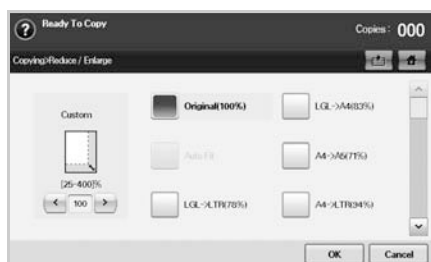 Ready To Copy
Copies: 000
Copying>Reduce / Enlarge
Custom
[25-400]%
100
Original(100%)
LGL->A4(83%)
Auto Fit
A4->A5(71%)
LGL->LTR(78%)
A4->LTR(94%)
OK
Cancel